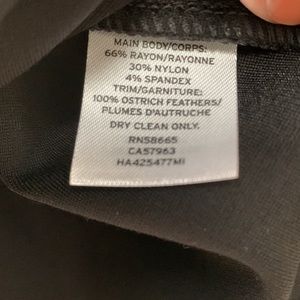 MAIN BODY/CORPS:
66% RAYON/RAYONNE
30% NYLON
4% SPANDEX
TRIM/GARNITURE:
100% OSTRICH FEATHERS/
PLUMES D'AUTRUCHE
DRY CLEAN ONLY.
RN58665
CA57963
HA425477MI